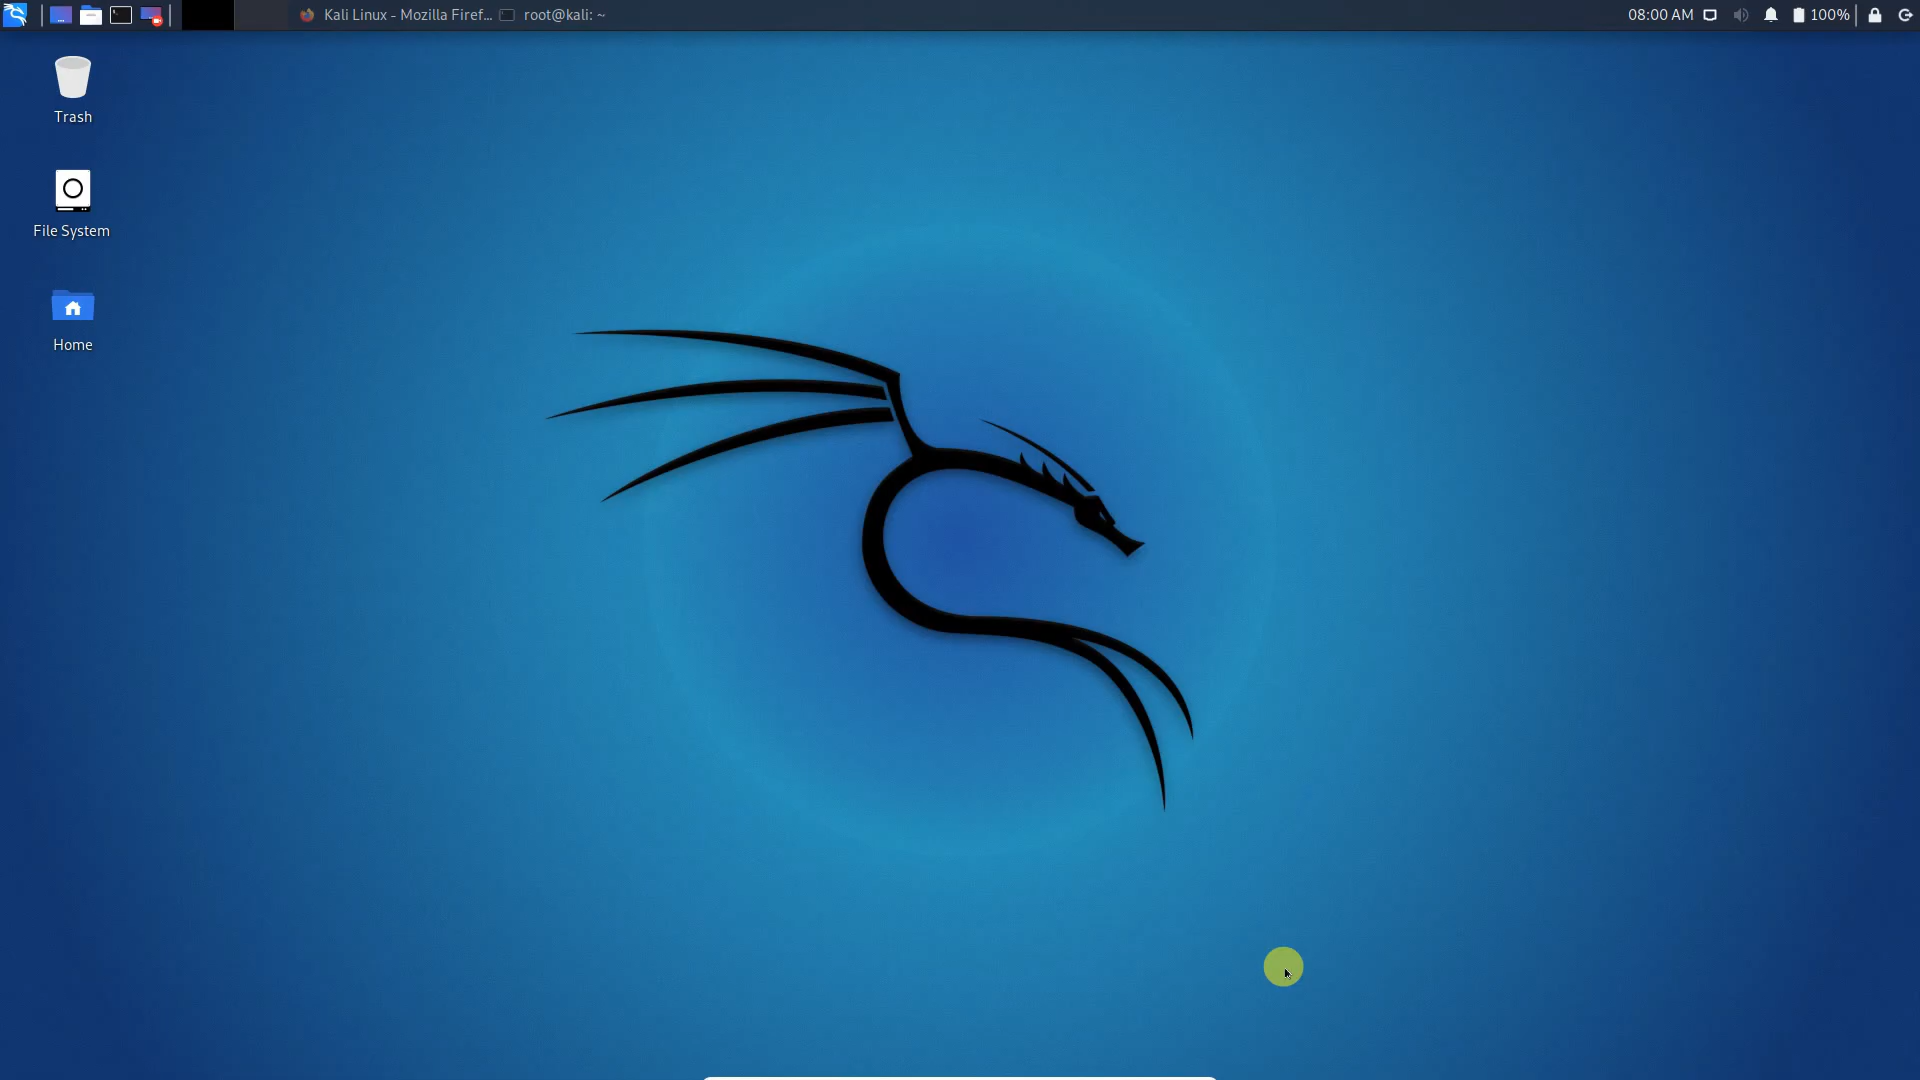 Kali Linux - Mozilla Firef...
root@kali: ~
08:00 AM
100%
Trash
File System
Home